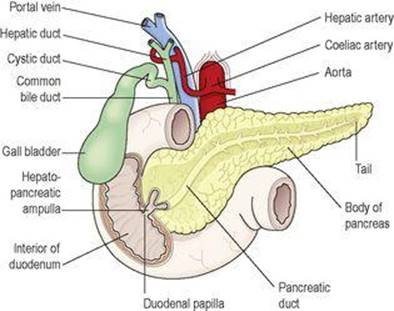 Portal vein
Hepatic duct
Cystic duct
Common
bile duct
Gall bladder
Hepato-
pancreatic
ampulla
Interior of
duodenum
Duodenal papilla
Hepatic artery
Coeliac artery
Aorta
Tail
Body of
pancreas
Pancreatic
duct